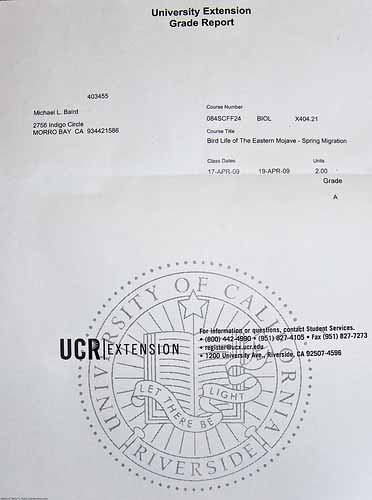 University Extension
Grade Report
403455
Michael L. Baird
2756 Indigo Circle
MORRO BAY CA 934421586
Course Number
084SCFF24 BIOL X404.21
Course Title
Bird Life of The Eastern Mojave - Spring Migration
Class Dates Units
17-APR-09 19-APR-09 2.00
Grade
A
UNIVERSITY OF CALIFORNIA
RIVERSIDE
LET THERE BE LIGHT
UCR EXTENSION
For information or questions, contact Student Services.
• (800) 442-4990 • (951) 827-4105 • Fax (951) 827-7273
• register@ucx.ucr.edu
• 1200 University Ave., Riverside, CA 92507-4596